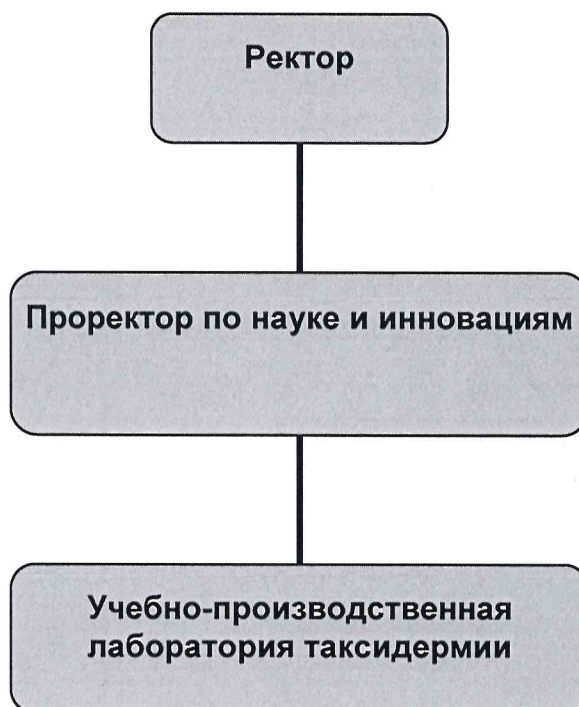 Ректор
Проректор по науке и инновациям
Учебно-производственная
лаборатория таксидермии